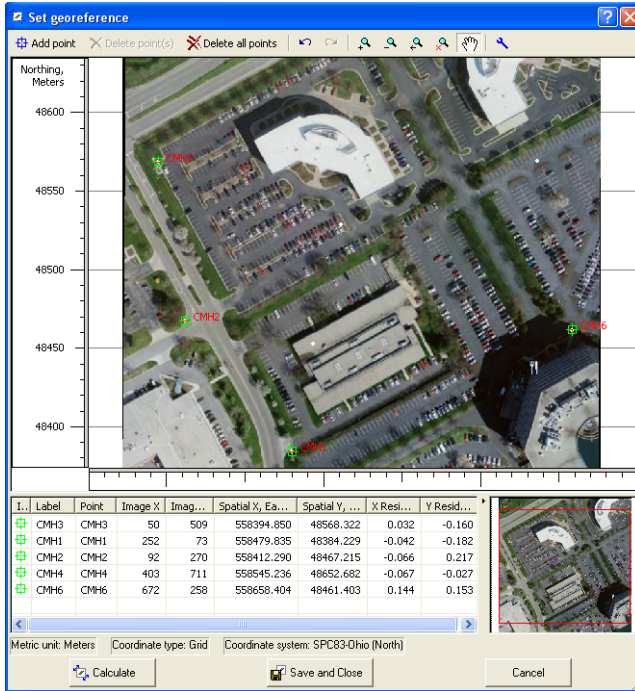 Set georeference
Add point Delete point(s) Delete all points
Northing, Meters
48600
48550
48500
48450
48400
CMH2
CMH6
I.. Label Point Image X Imag... Spatial X, Ea... Spatial Y, ... X Resi... Y Resid...
CMH3 CMH3 50 509 558394.850 48568.322 0.032 -0.160
CMH1 CMH1 252 73 558479.835 48384.229 -0.042 -0.182
CMH2 CMH2 92 270 558412.290 48467.215 -0.066 0.217
CMH4 CMH4 403 711 558545.236 48652.682 -0.067 -0.027
CMH6 CMH6 672 258 558658.404 48461.403 0.144 0.153
Metric unit: Meters Coordinate type: Grid Coordinate system: SPC83-Ohio (North)
Calculate Save and Close Cancel